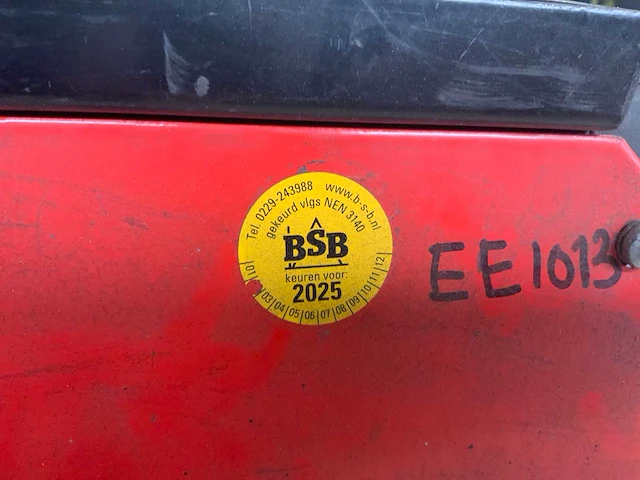 Tel. 0229-243988 www.b-s-b.nl
gekeurd vlgs NEN 3140
BSB
keuren voor:
2025
01 03 04 05 06 07 08 09 10 11 12
EE1013